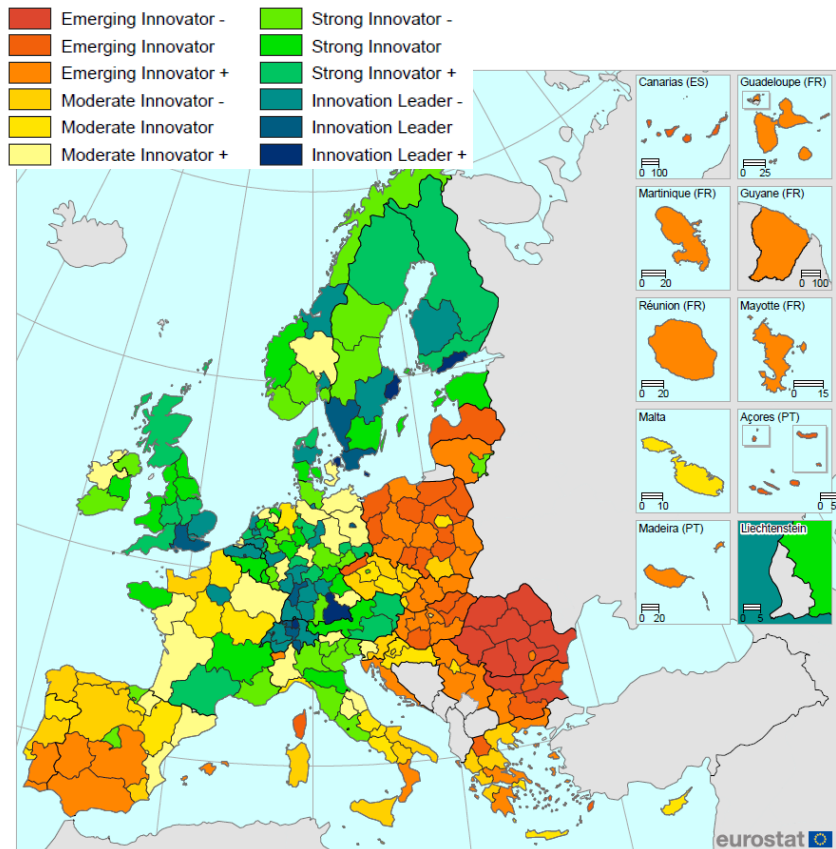 Emerging Innovator -
Emerging Innovator
Emerging Innovator +
Moderate Innovator -
Moderate Innovator
Moderate Innovator +
Strong Innovator -
Strong Innovator
Strong Innovator +
Innovation Leader -
Innovation Leader
Innovation Leader +
Canarias (ES)
0 100
Guadeloupe (FR)
0 25
Martinique (FR)
0 20
Guyane (FR)
0 100
Réunion (FR)
0 20
Mayotte (FR)
0 15
Malta
0 10
Açores (PT)
0 5
Madeira (PT)
0 20
Liechtenstein
0 5
eurostat